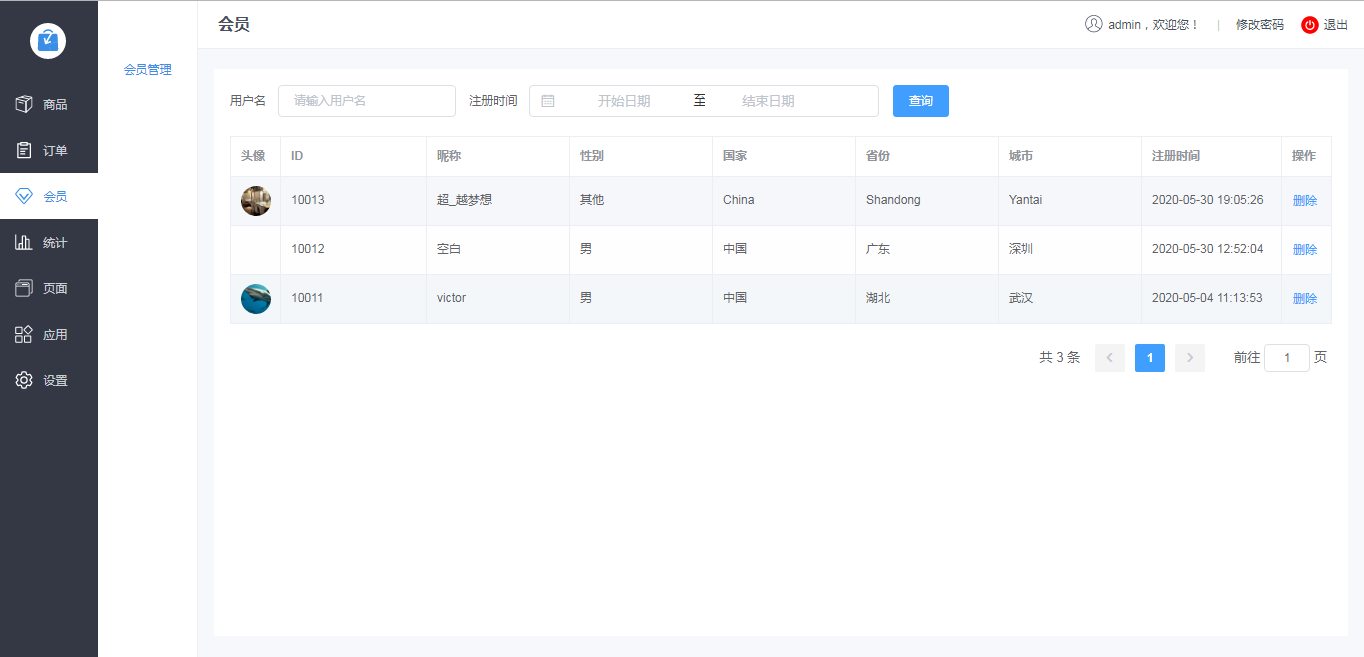 会员
admin，欢迎您！ | 修改密码 退出
商品
订单
会员
统计
页面
应用
设置
会员管理
用户名 请输入用户名 注册时间 开始日期 至 结束日期 查询
头像 ID 昵称 性别 国家 省份 城市 注册时间 操作
10013 超_越梦想 其他 China Shandong Yantai 2020-05-30 19:05:26 删除
10012 空白 男 中国 广东 深圳 2020-05-30 12:52:04 删除
10011 victor 男 中国 湖北 武汉 2020-05-04 11:13:53 删除
共 3 条 1 前往 1 页